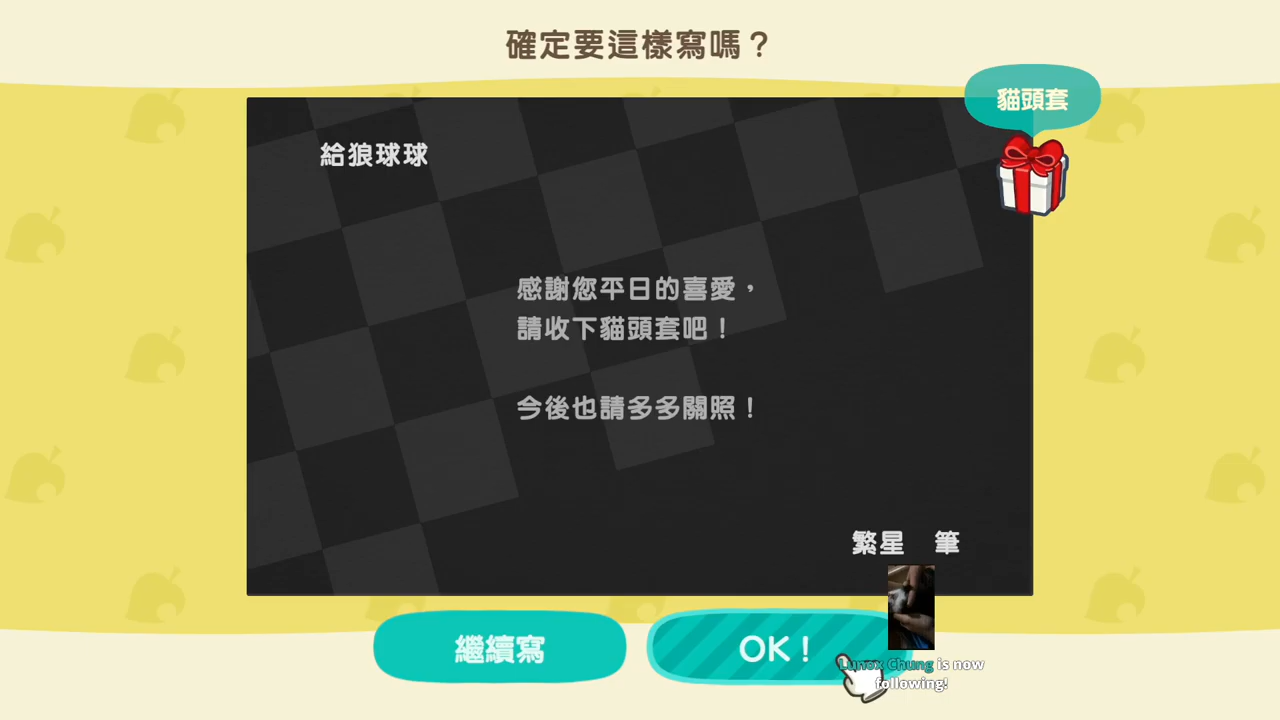 確定要這樣寫嗎？
貓頭套
給狼球球
感謝您平日的喜愛，
請收下貓頭套吧！
今後也請多多關照！
繁星　筆
繼續寫
OK！
Lunox Chung is now
following!